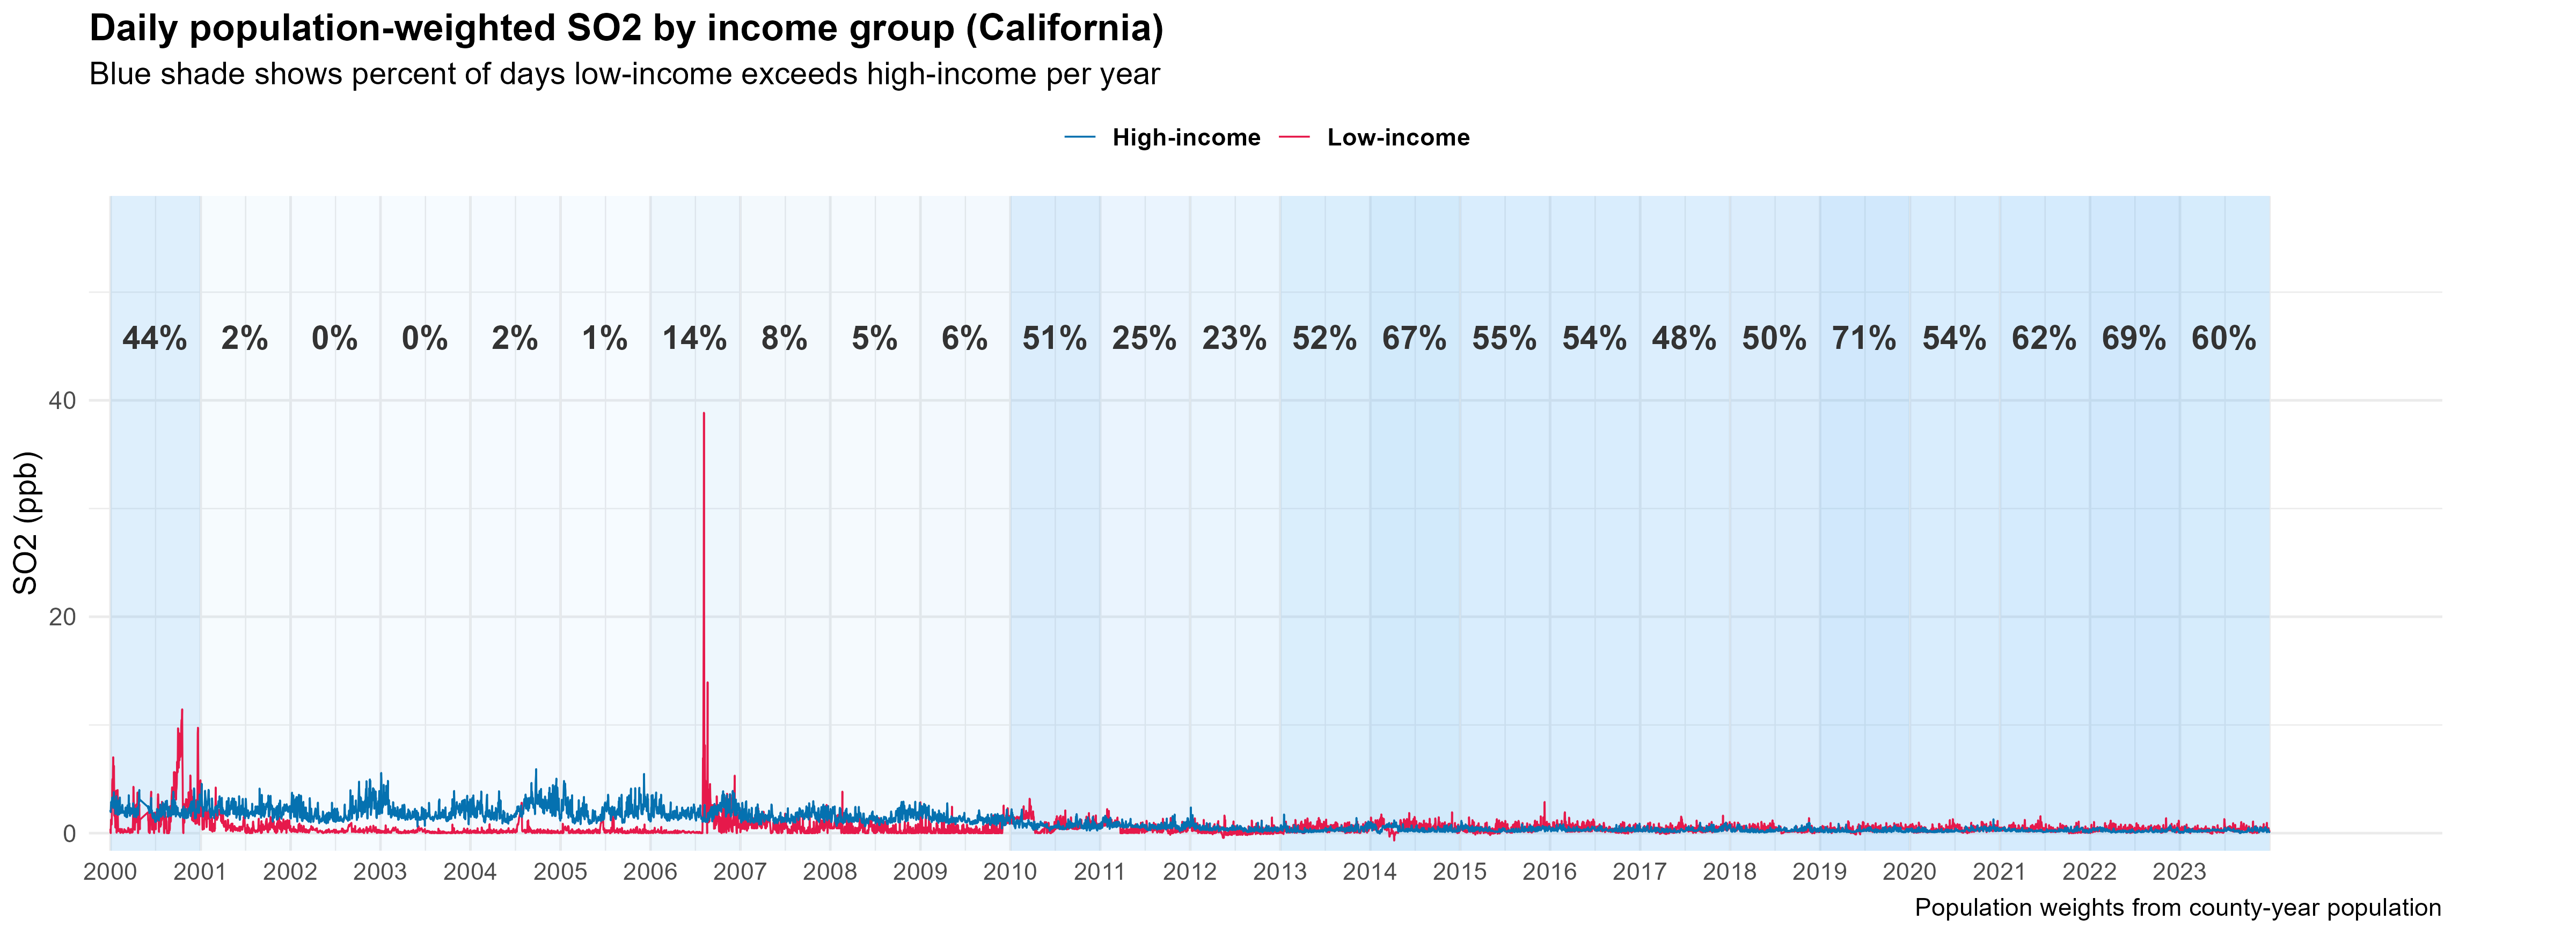 Daily population-weighted SO2 by income group (California)
Blue shade shows percent of days low-income exceeds high-income per year
High-income Low-income
44% 2% 0% 0% 2% 1% 14% 8% 5% 6% 51% 25% 23% 52% 67% 55% 54% 48% 50% 71% 54% 62% 69% 60%
40
SO2 (ppb)
20
0
2000 2001 2002 2003 2004 2005 2006 2007 2008 2009 2010 2011 2012 2013 2014 2015 2016 2017 2018 2019 2020 2021 2022 2023
Population weights from county-year population